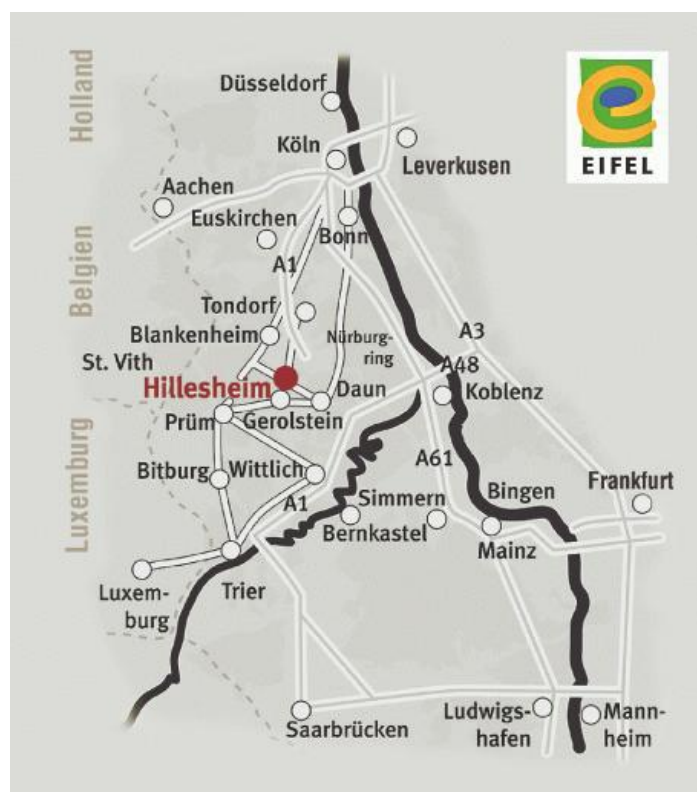 Holland
Düsseldorf
EIFEL
Köln
Leverkusen
Aachen
Euskirchen
Bonn
Belgien
A1
Tondorf
Blankenheim
Nürburg-
ring
A3
St. Vith
A48
Hillesheim
Daun
Koblenz
Prüm
Gerolstein
Luxemburg
Bitburg
Wittlich
A61
Frankfurt
A1
Simmern
Bingen
Bernkastel
Mainz
Luxem-
burg
Trier
Saarbrücken
Ludwigs-
hafen
Mann-
heim